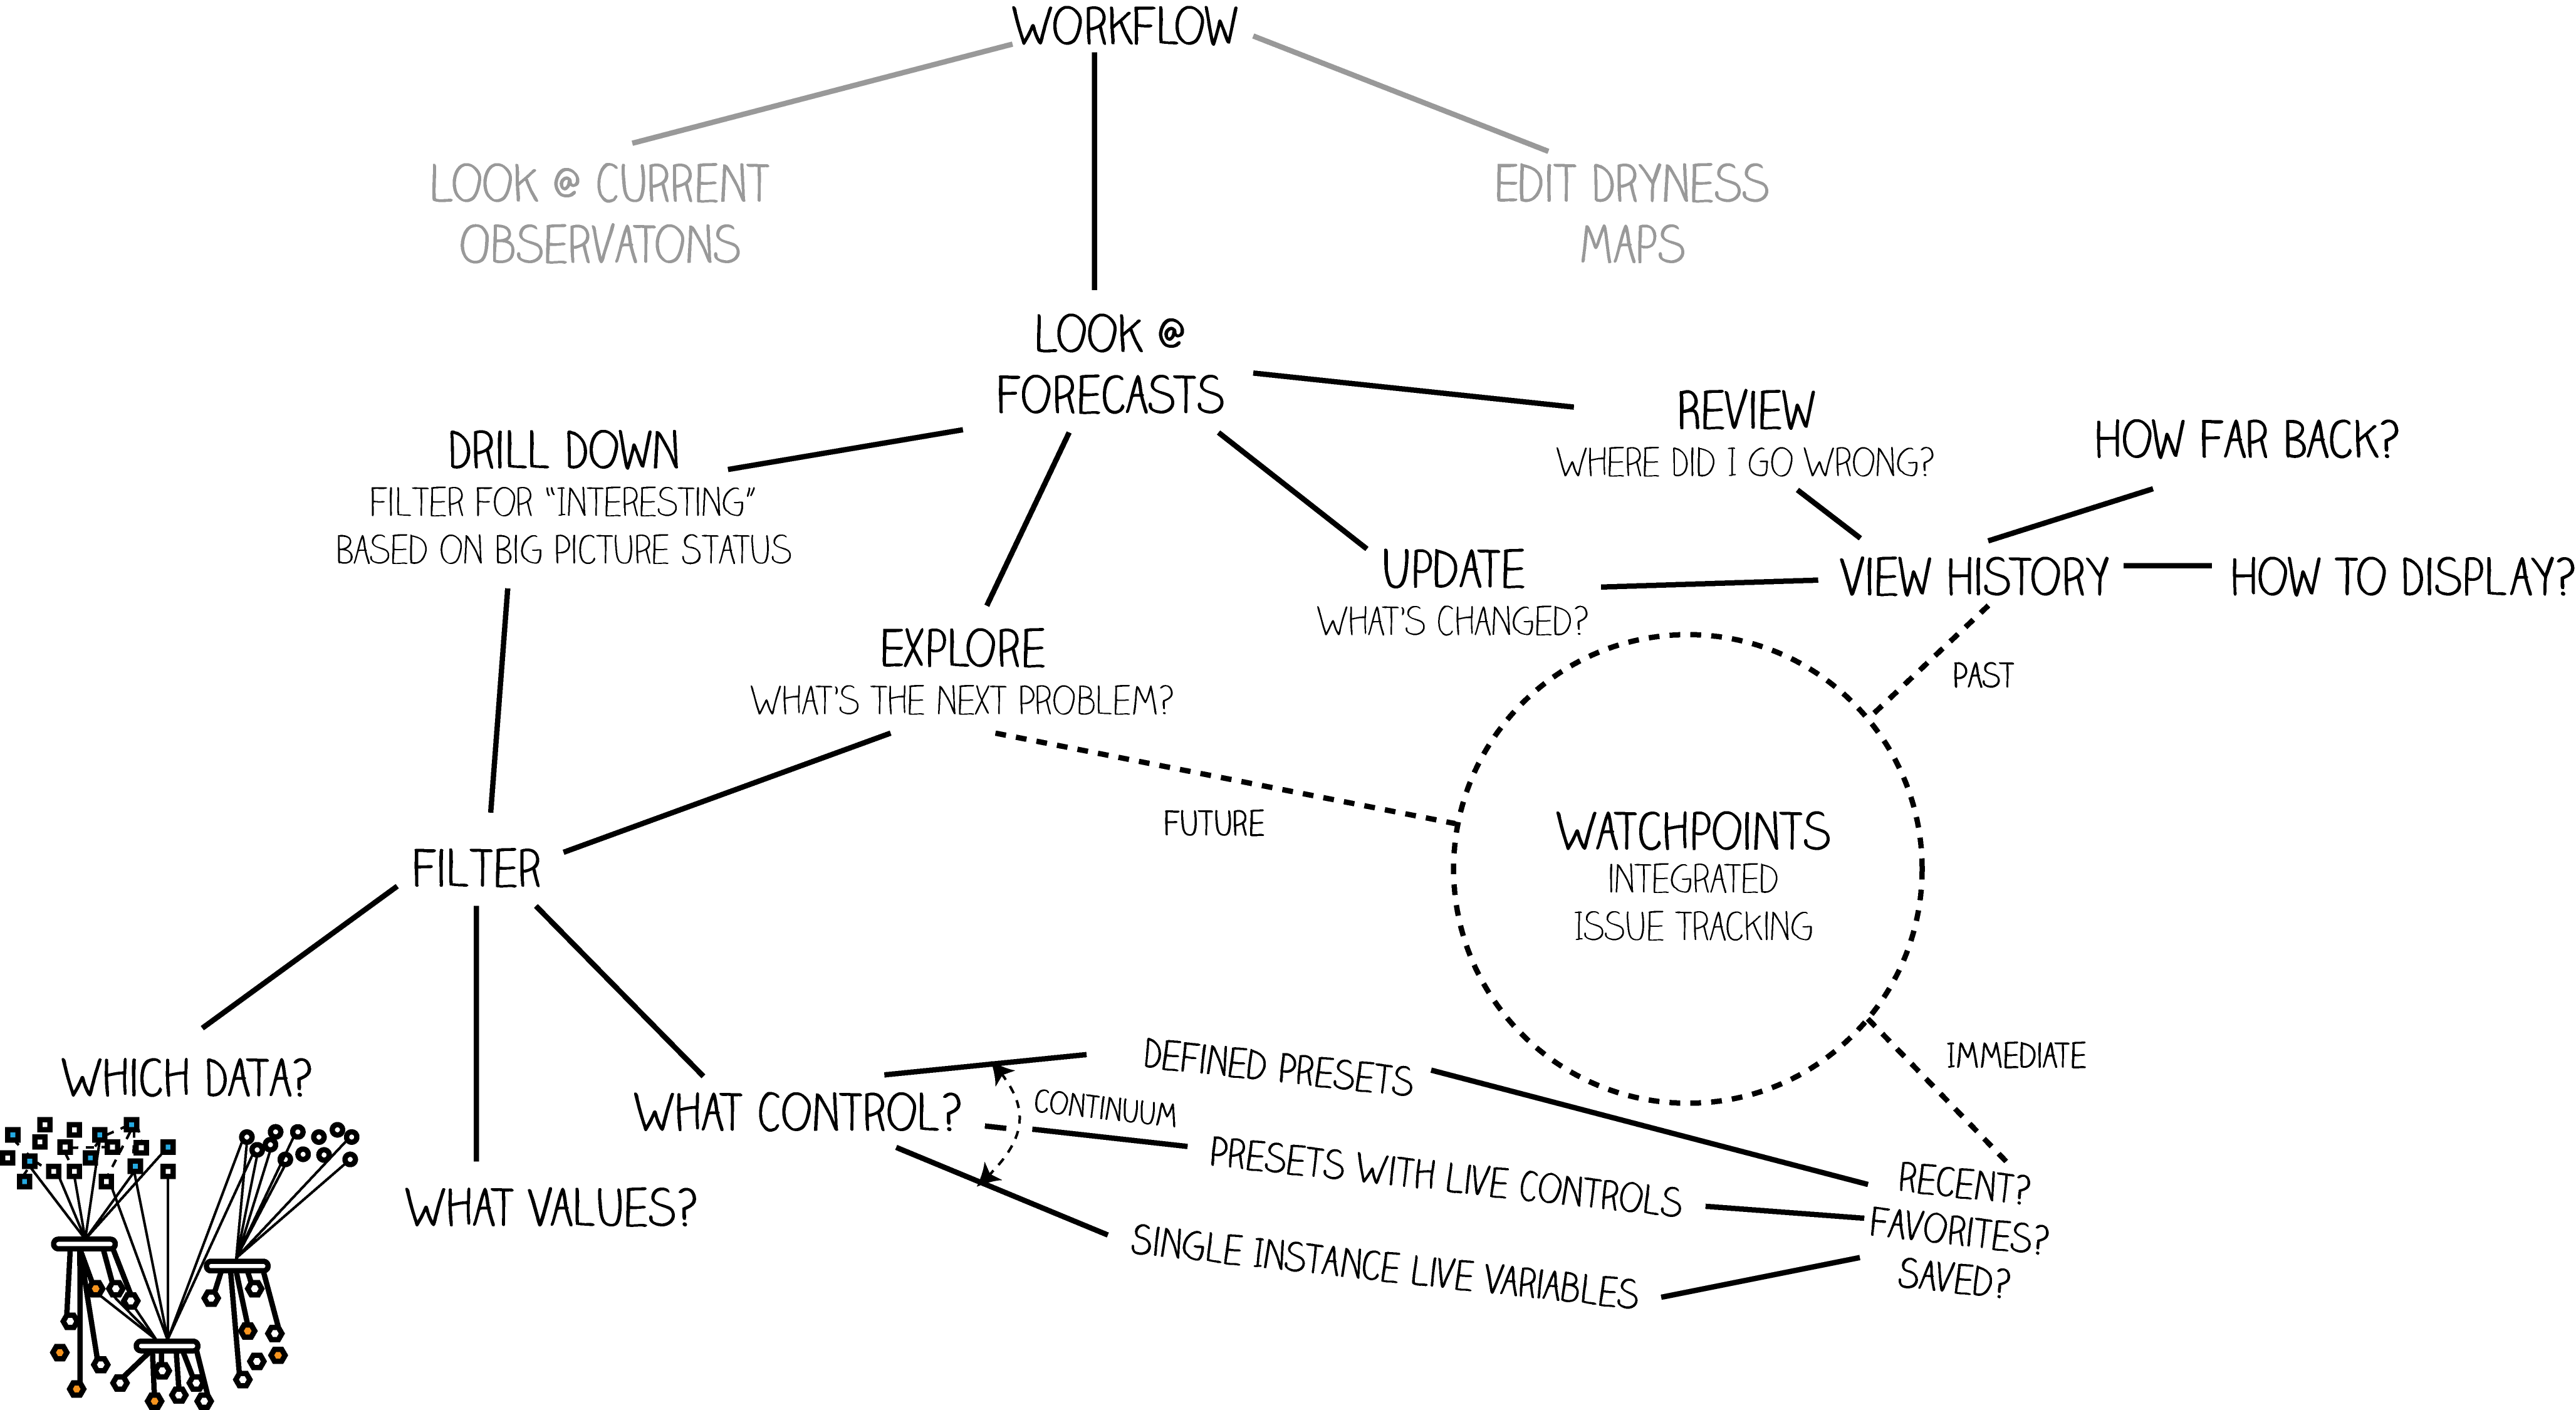 WORKFLOW
LOOK @ CURRENT
OBSERVATONS
EDIT DRYNESS
MAPS
LOOK @
FORECASTS
DRILL DOWN
FILTER FOR “INTERESTING”
BASED ON BIG PICTURE STATUS
REVIEW
WHERE DID I GO WRONG?
HOW FAR BACK?
UPDATE
WHAT'S CHANGED?
VIEW HISTORY
HOW TO DISPLAY?
EXPLORE
WHAT'S THE NEXT PROBLEM?
PAST
FUTURE
WATCHPOINTS
INTEGRATED
ISSUE TRACKING
FILTER
WHICH DATA?
WHAT VALUES?
WHAT CONTROL?
CONTINUUM
DEFINED PRESETS
PRESETS WITH LIVE CONTROLS
SINGLE INSTANCE LIVE VARIABLES
IMMEDIATE
RECENT?
FAVORITES?
SAVED?